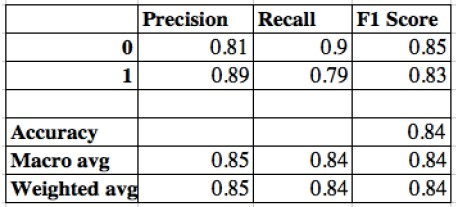 Precision Recall F1 Score
0 0.81 0.9 0.85
1 0.89 0.79 0.83
Accuracy 0.84
Macro avg 0.85 0.84 0.84
Weighted avg 0.85 0.84 0.84